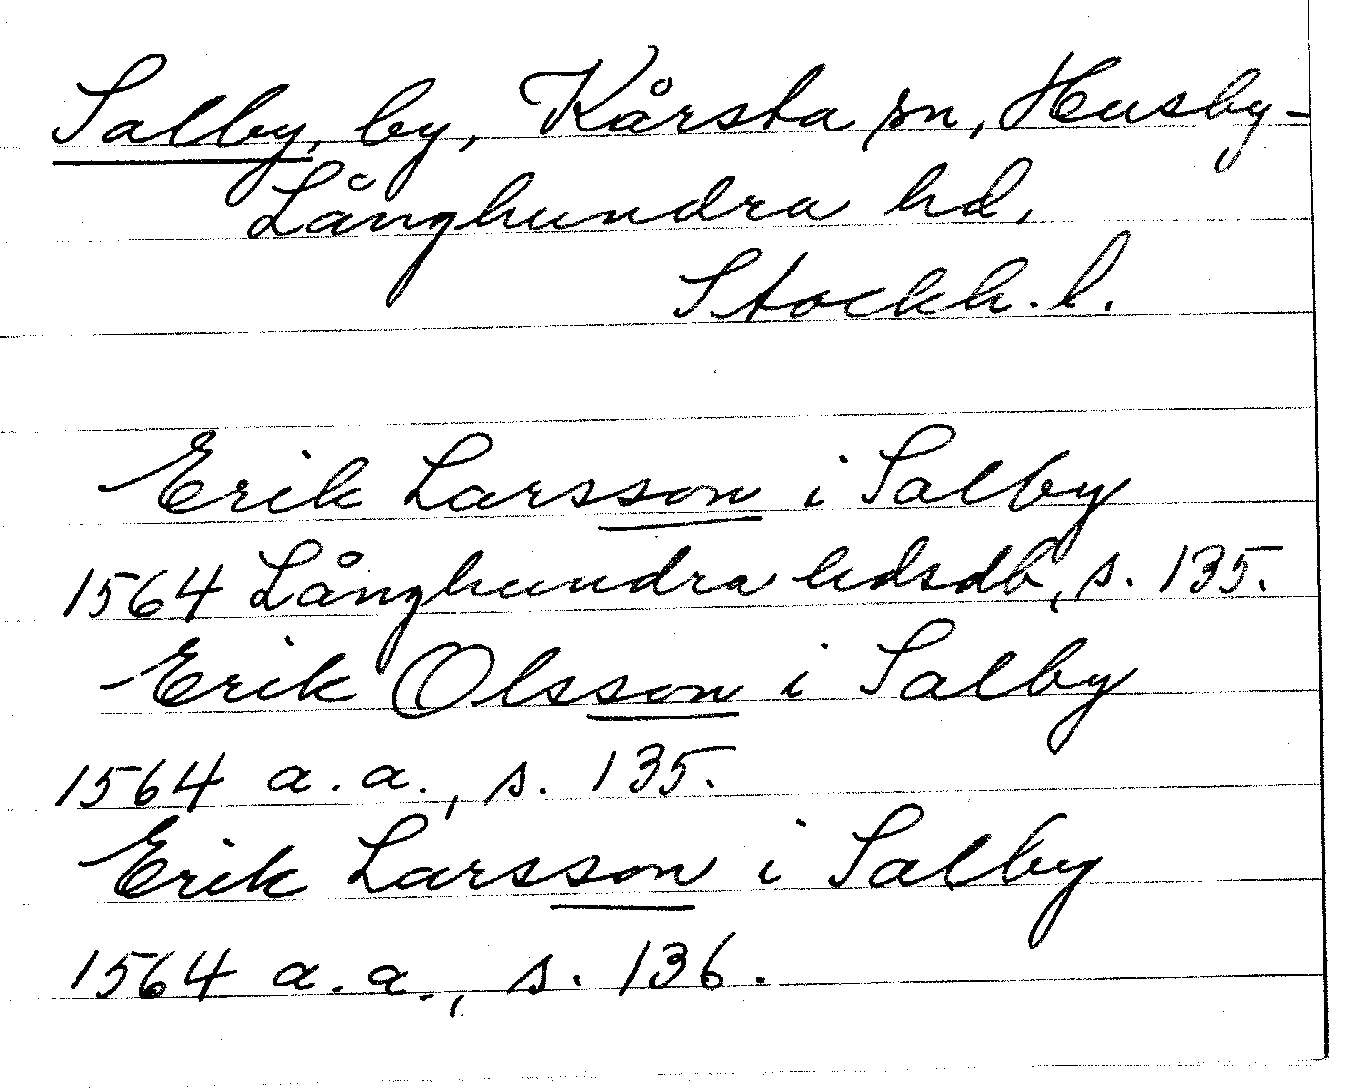 Salby, by, Kårsta sn, Husby-
Långhundra hd.
Stockh. l.
Erik Larsson i Salby
1564 Långhundra hdsdb, s. 135.
Erik Olsson i Salby
1564 a.a., s. 135.
Erik Larsson i Salby
1564 a.a., s. 136.